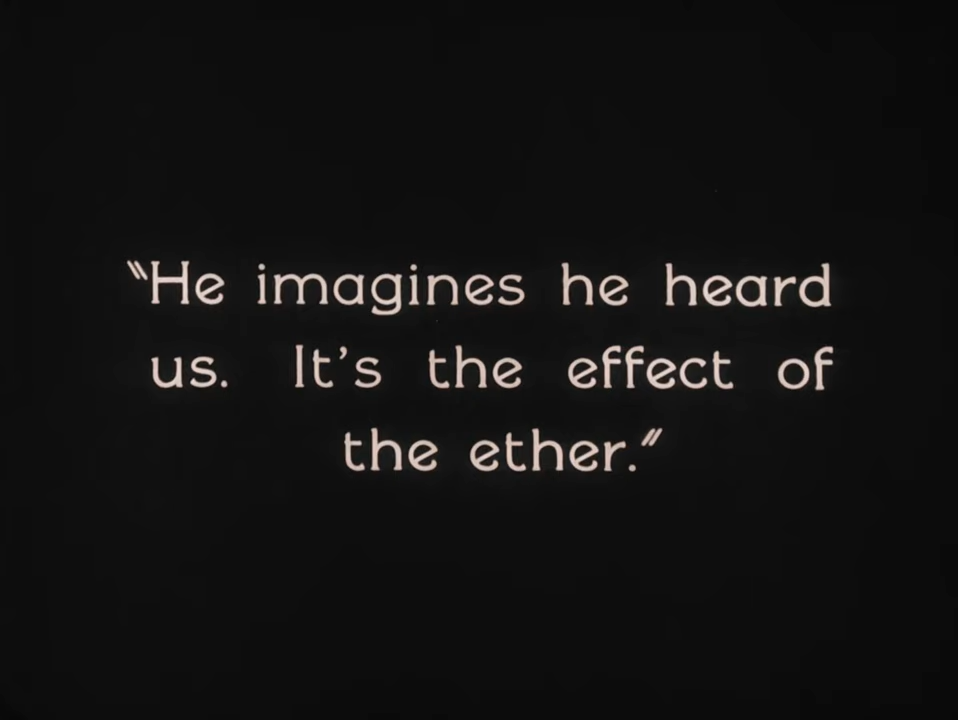 "He imagines he heard
us. It's the effect of
the ether."